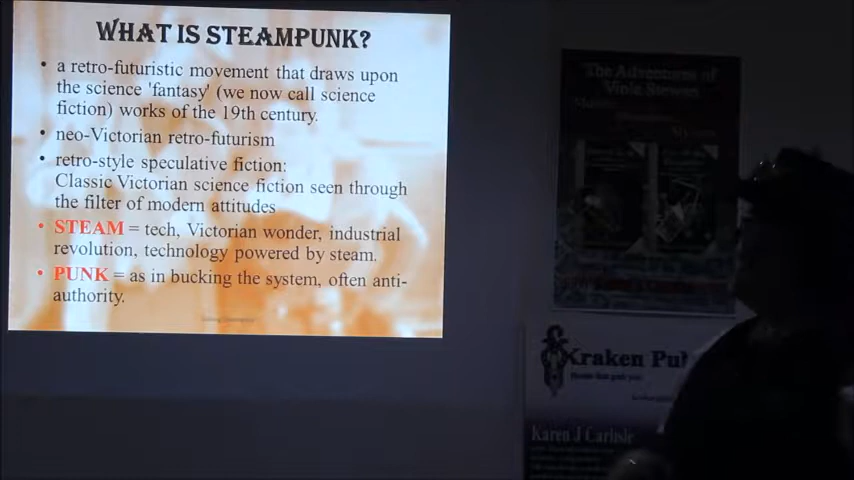 WHAT IS STEAMPUNK?
• a retro-futuristic movement that draws upon
the science 'fantasy' (we now call science
fiction) works of the 19th century.
• neo-Victorian retro-futurism
• retro-style speculative fiction:
Classic Victorian science fiction seen through
the filter of modern attitudes
• STEAM = tech, Victorian wonder, industrial
revolution, technology powered by steam.
• PUNK = as in bucking the system, often anti-
authority.
The Adventures of
Viola Stewart
Kraken Pu
Karen J Carlisle